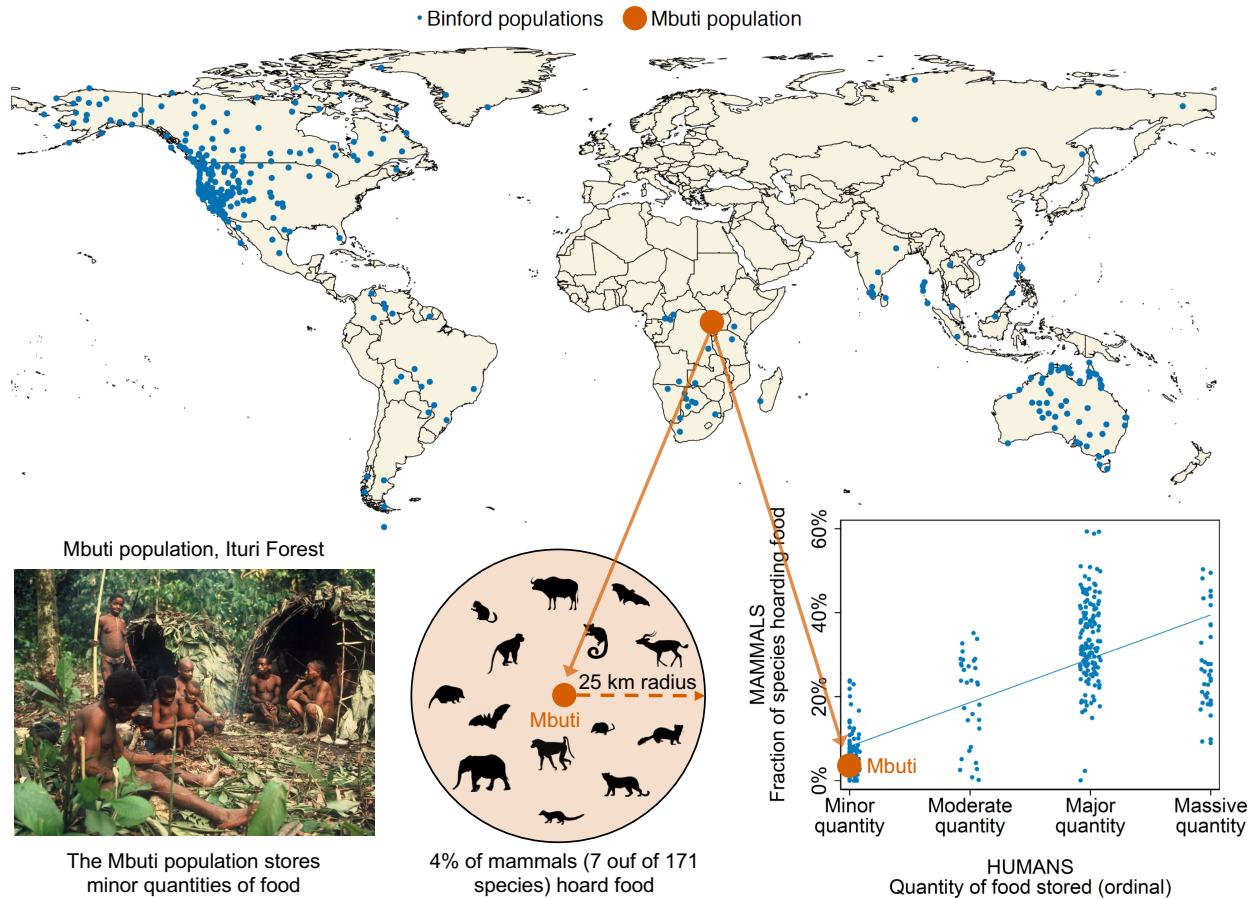 Binford populations Mbuti population
Mbuti population, Ituri Forest
The Mbuti population stores
minor quantities of food
25 km radius
Mbuti
4% of mammals (7 out of 171
species) hoard food
MAMMALS
Fraction of species hoarding food
60%
40%
20%
0%
Mbuti
Minor
quantity
Moderate
quantity
Major
quantity
Massive
quantity
HUMANS
Quantity of food stored (ordinal)